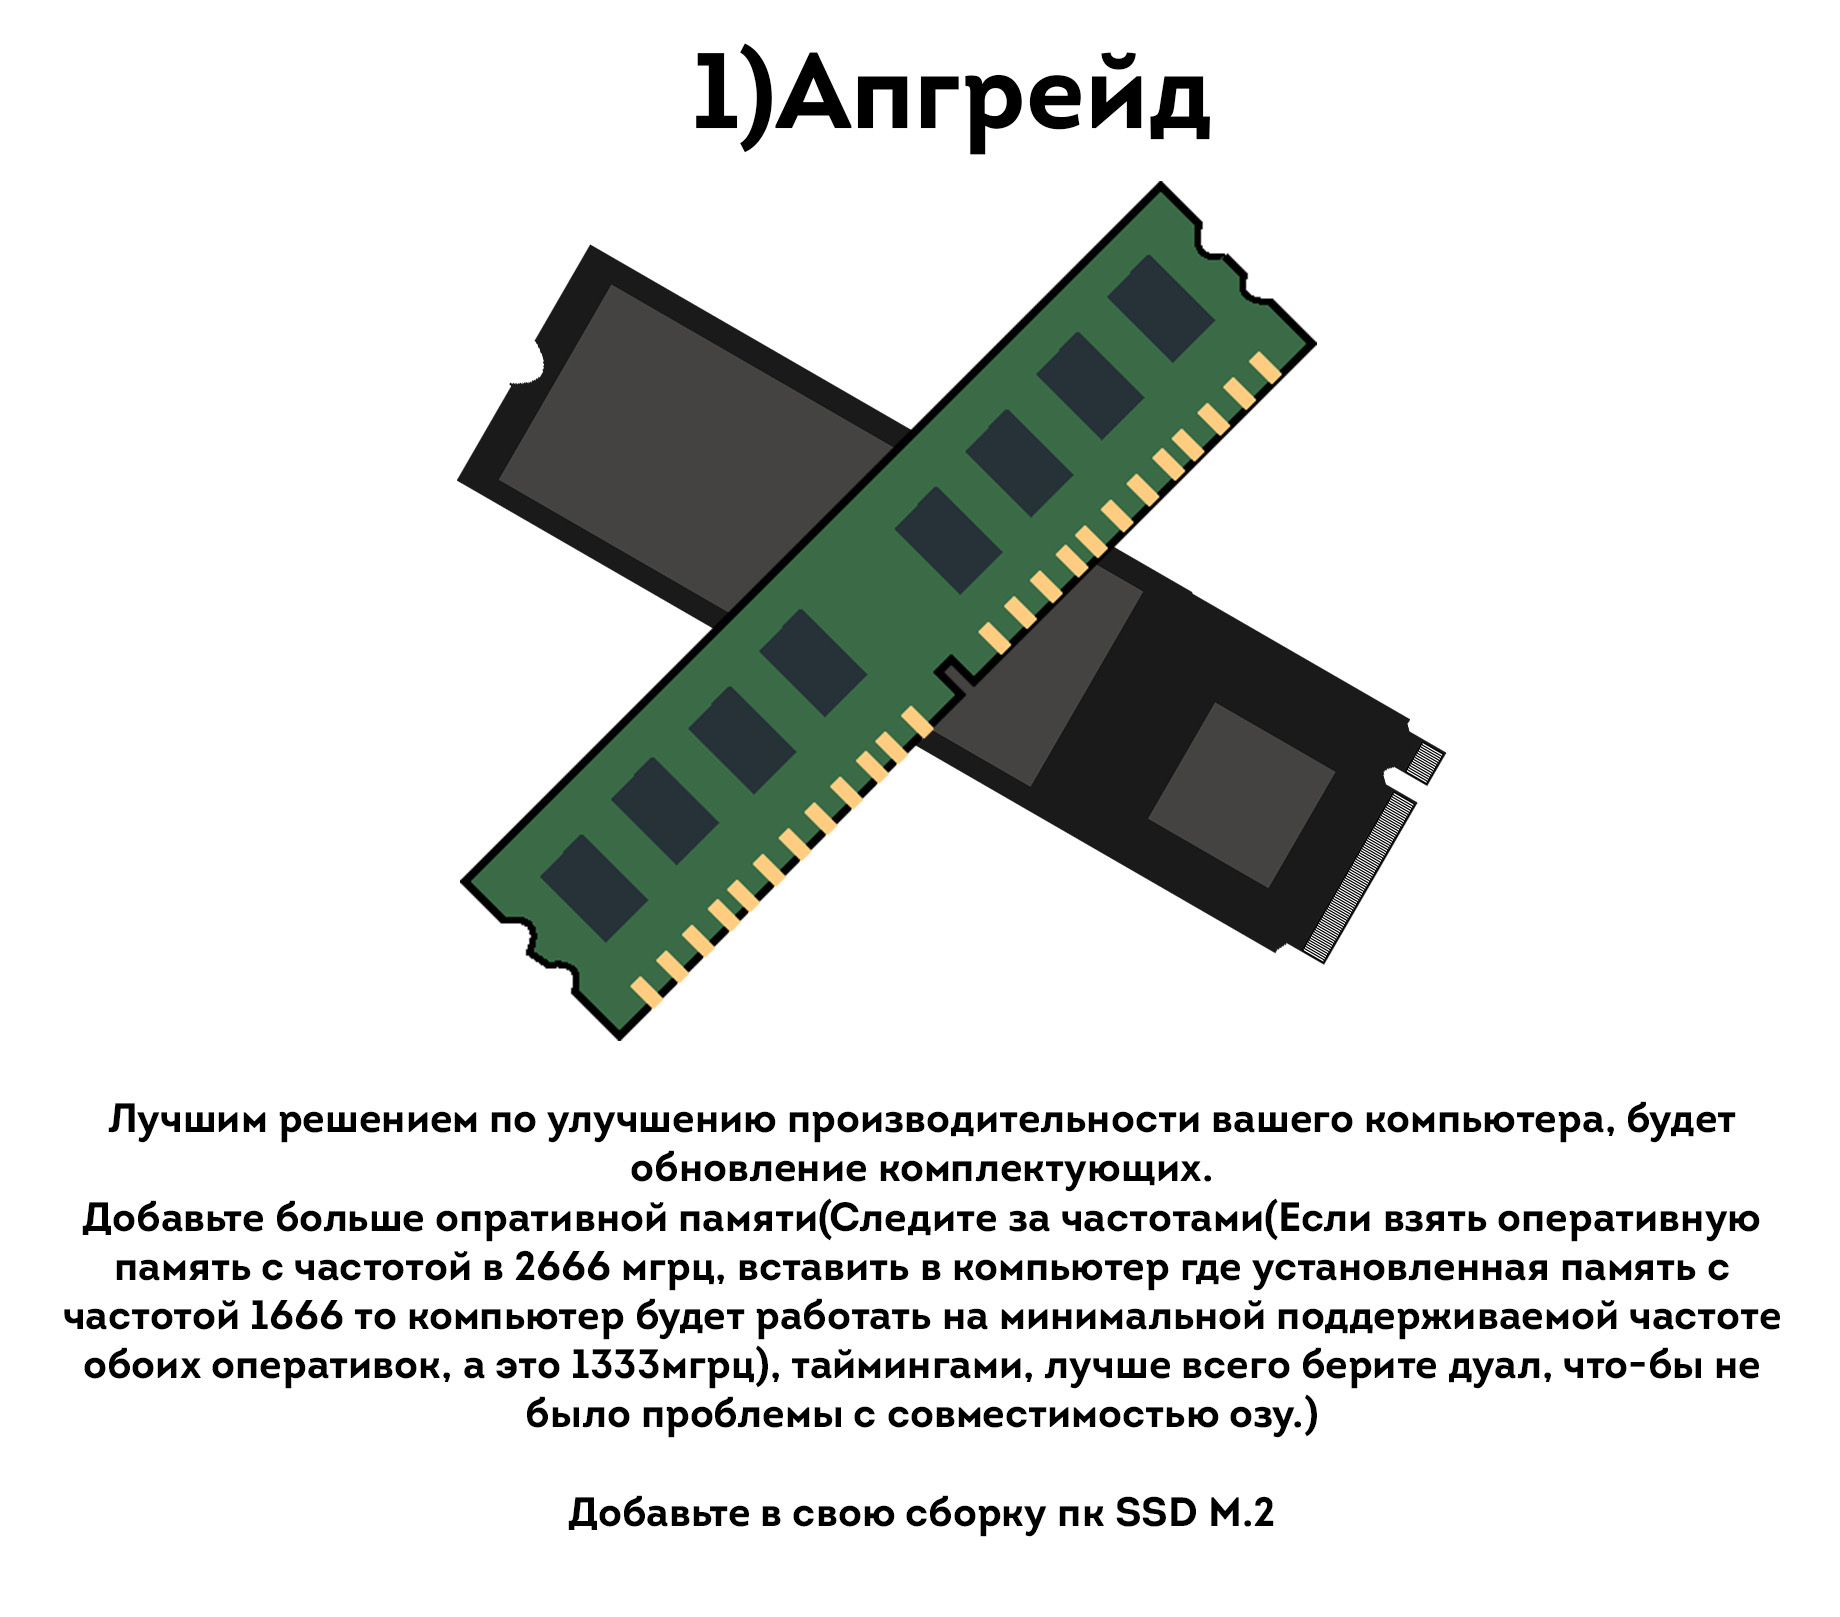 1)Апгрейд
Лучшим решением по улучшению производительности вашего компьютера, будет
обновление комплектующих.
Добавьте больше опративной памяти(Следите за частотами(Если взять оперативную
память с частотой в 2666 мгрц, вставить в компьютер где установленная память с
частотой 1666 то компьютер будет работать на минимальной поддерживаемой частоте
обоих оперативок, а это 1333мгрц), таймингами, лучше всего берите дуал, что-бы не
было проблемы с совместимостью озу.)
Добавьте в свою сборку пк SSD M.2